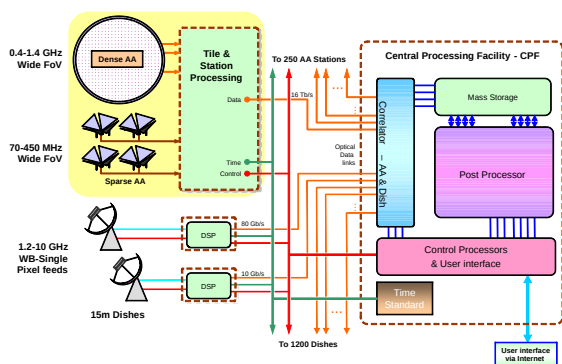 0.4-1.4 GHz
Wide FoV
Dense AA
Tile &
Station
Processing
To 250 AA Stations
Central Processing Facility - CPF
16 Tb/s
Data
Mass Storage
Correlator – AA & Dish
70-450 MHz
Wide FoV
Sparse AA
Time
Control
Optical
Data
links
Post Processor
80 Gb/s
DSP
1.2-10 GHz
WB-Single
Pixel feeds
Control Processors
& User interface
10 Gb/s
DSP
Time
Standard
15m Dishes
To 1200 Dishes
User interface
via Internet
...
...
...
...